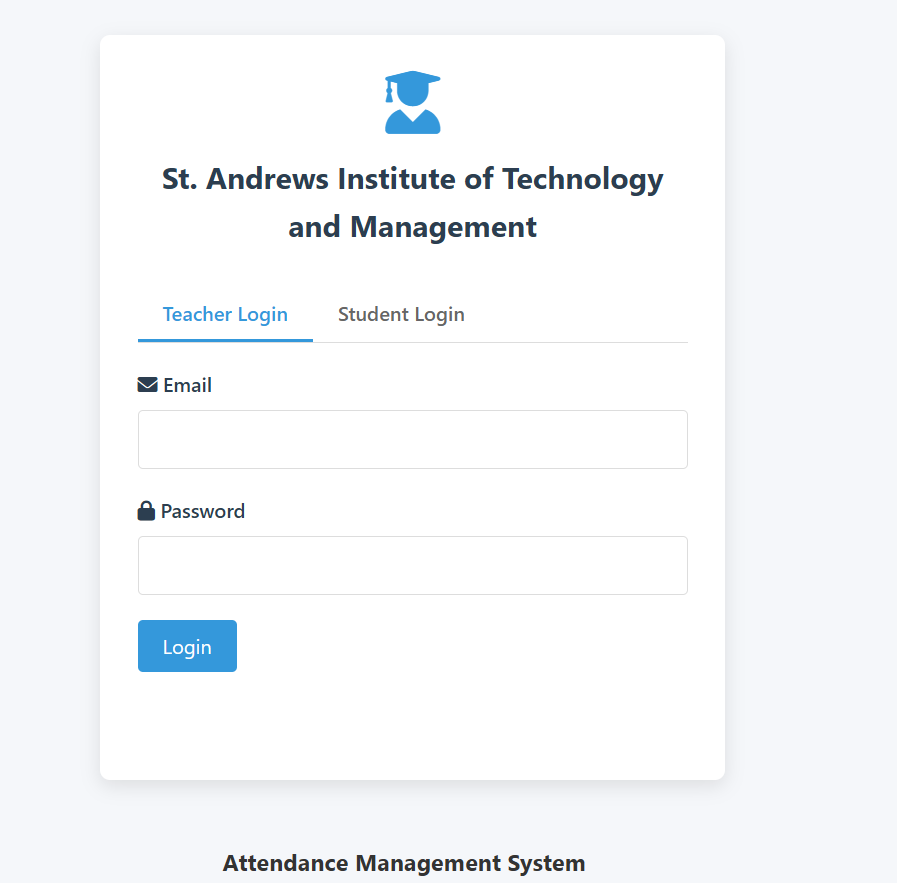 St. Andrews Institute of Technology
and Management
Teacher Login Student Login
Email
Password
Login
Attendance Management System